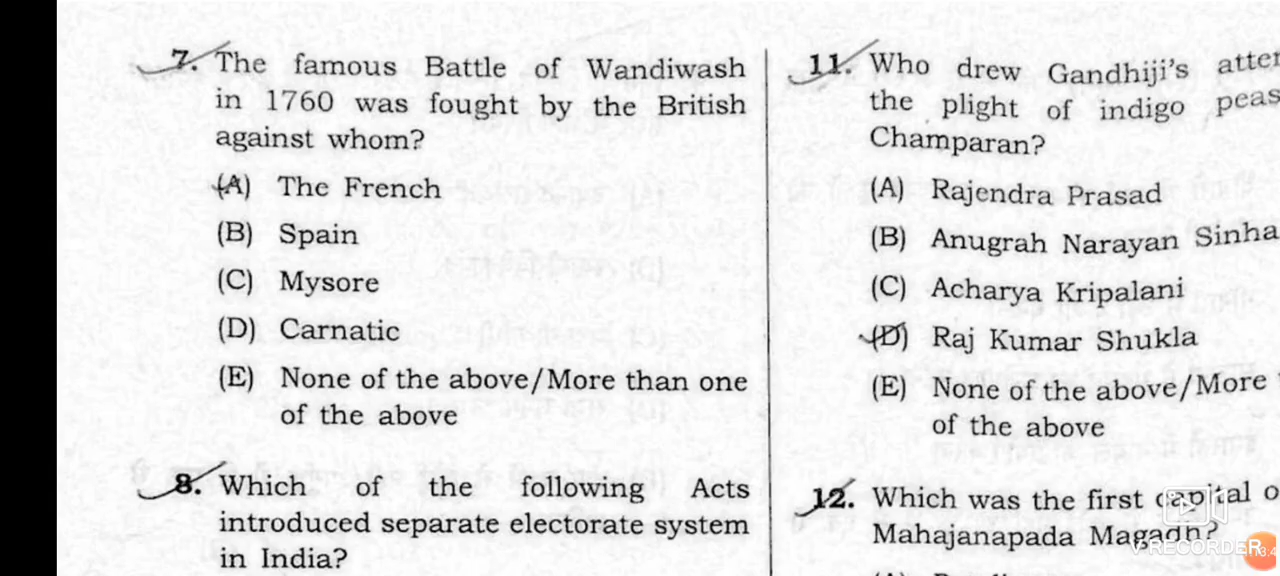 7. The famous Battle of Wandiwash
in 1760 was fought by the British
against whom?
(A) The French
(B) Spain
(C) Mysore
(D) Carnatic
(E) None of the above/More than one
of the above
8. Which of the following Acts
introduced separate electorate system
in India?
11. Who drew Gandhiji's
the plight of indigo
Champaran?
(A) Rajendra Prasad
(B) Anugrah Narayan Sinha
(C) Acharya Kripalani
(D) Raj Kumar Shukla
(E) None of the above/More
of the above
12. Which was the first capital
Mahajanapada Magadh?
V-RECORDER